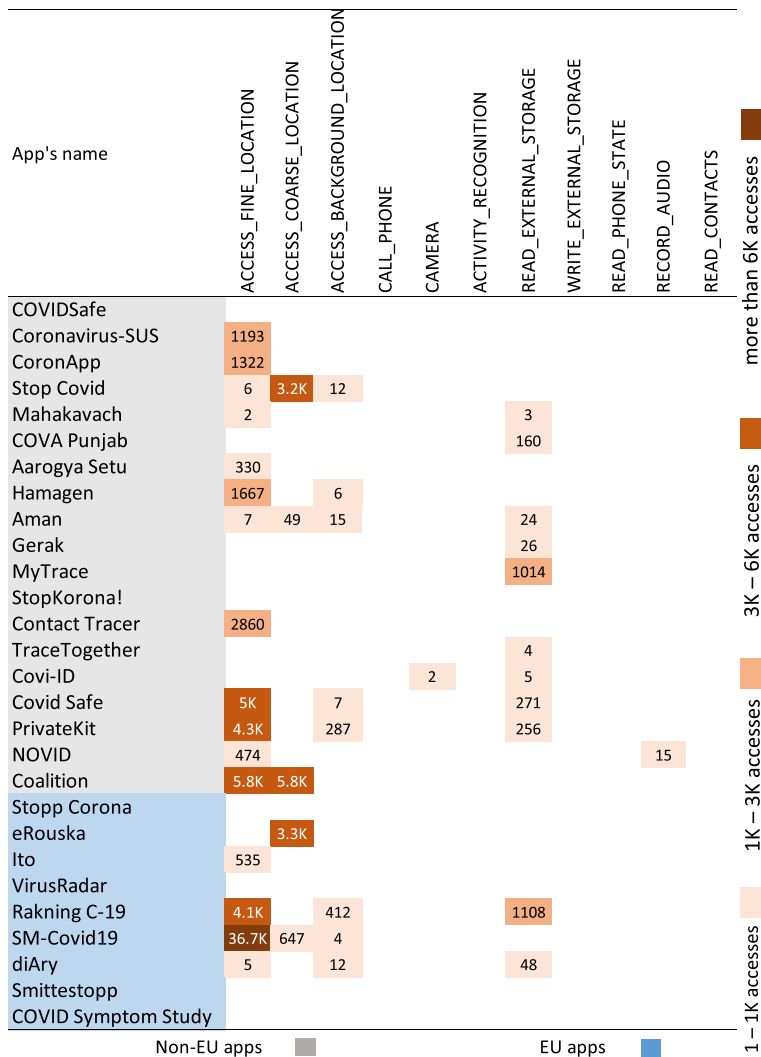 App's name
ACCESS_FINE_LOCATION
ACCESS_COARSE_LOCATION
ACCESS_BACKGROUND_LOCATION
CALL_PHONE
CAMERA
ACTIVITY_RECOGNITION
READ_EXTERNAL_STORAGE
WRITE_EXTERNAL_STORAGE
READ_PHONE_STATE
RECORD_AUDIO
READ_CONTACTS
COVIDSafe
Coronavirus-SUS 1193
CoronApp 1322
Stop Covid 6 3.2K 12
Mahakavach 2 3
COVA Punjab 160
Aarogya Setu 330
Hamagen 1667 6
Aman 7 49 15 24
Gerak 26
MyTrace 1014
StopKorona!
Contact Tracer 2860
TraceTogether 4
Covi-ID 2 5
Covid Safe 5K 7 271
PrivateKit 4.3K 287 256
NOVID 474 15
Coalition 5.8K 5.8K
Stopp Corona
eRouska 3.3K
Ito 535
VirusRadar
Rakning C-19 4.1K 412 1108
SM-Covid19 36.7K 647 4
diAry 5 12 48
Smittestopp
COVID Symptom Study
Non-EU apps EU apps
more than 6K accesses
3K – 6K accesses
1K – 3K accesses
1 – 1K accesses